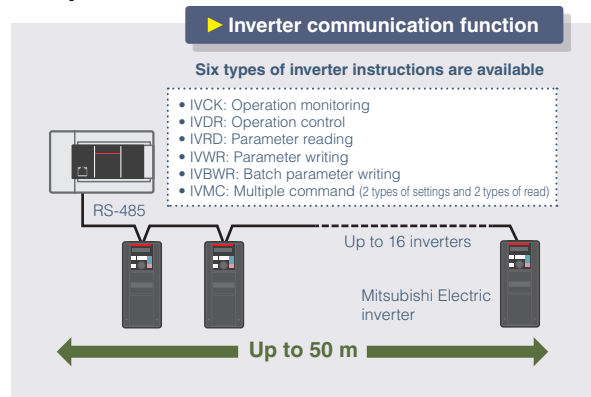 ► Inverter communication function
Six types of inverter instructions are available
• IVCK: Operation monitoring
• IVDR: Operation control
• IVRD: Parameter reading
• IVWR: Parameter writing
• IVBWR: Batch parameter writing
• IVMC: Multiple command (2 types of settings and 2 types of read)
RS-485
Up to 16 inverters
Mitsubishi Electric
inverter
Up to 50 m